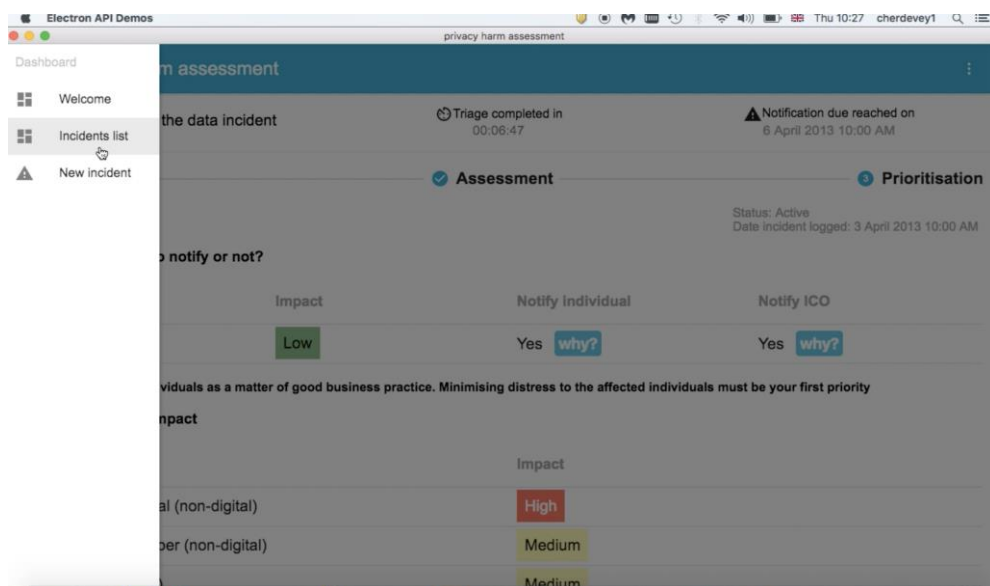 Electron API Demos
Thu 10:27 cherdevey1
privacy harm assessment
Dashboard
m assessment
Welcome
the data incident
Triage completed in
00:06:47
Notification due reached on
6 April 2013 10:00 AM
Incidents list
New incident
Assessment
3 Prioritisation
Status: Active
Date incident logged: 3 April 2013 10:00 AM
o notify or not?
Impact Notify individual Notify ICO
Low Yes why? Yes why?
viduals as a matter of good business practice. Minimising distress to the affected individuals must be your first priority
mpact
Impact
al (non-digital) High
ber (non-digital) Medium
) Medium